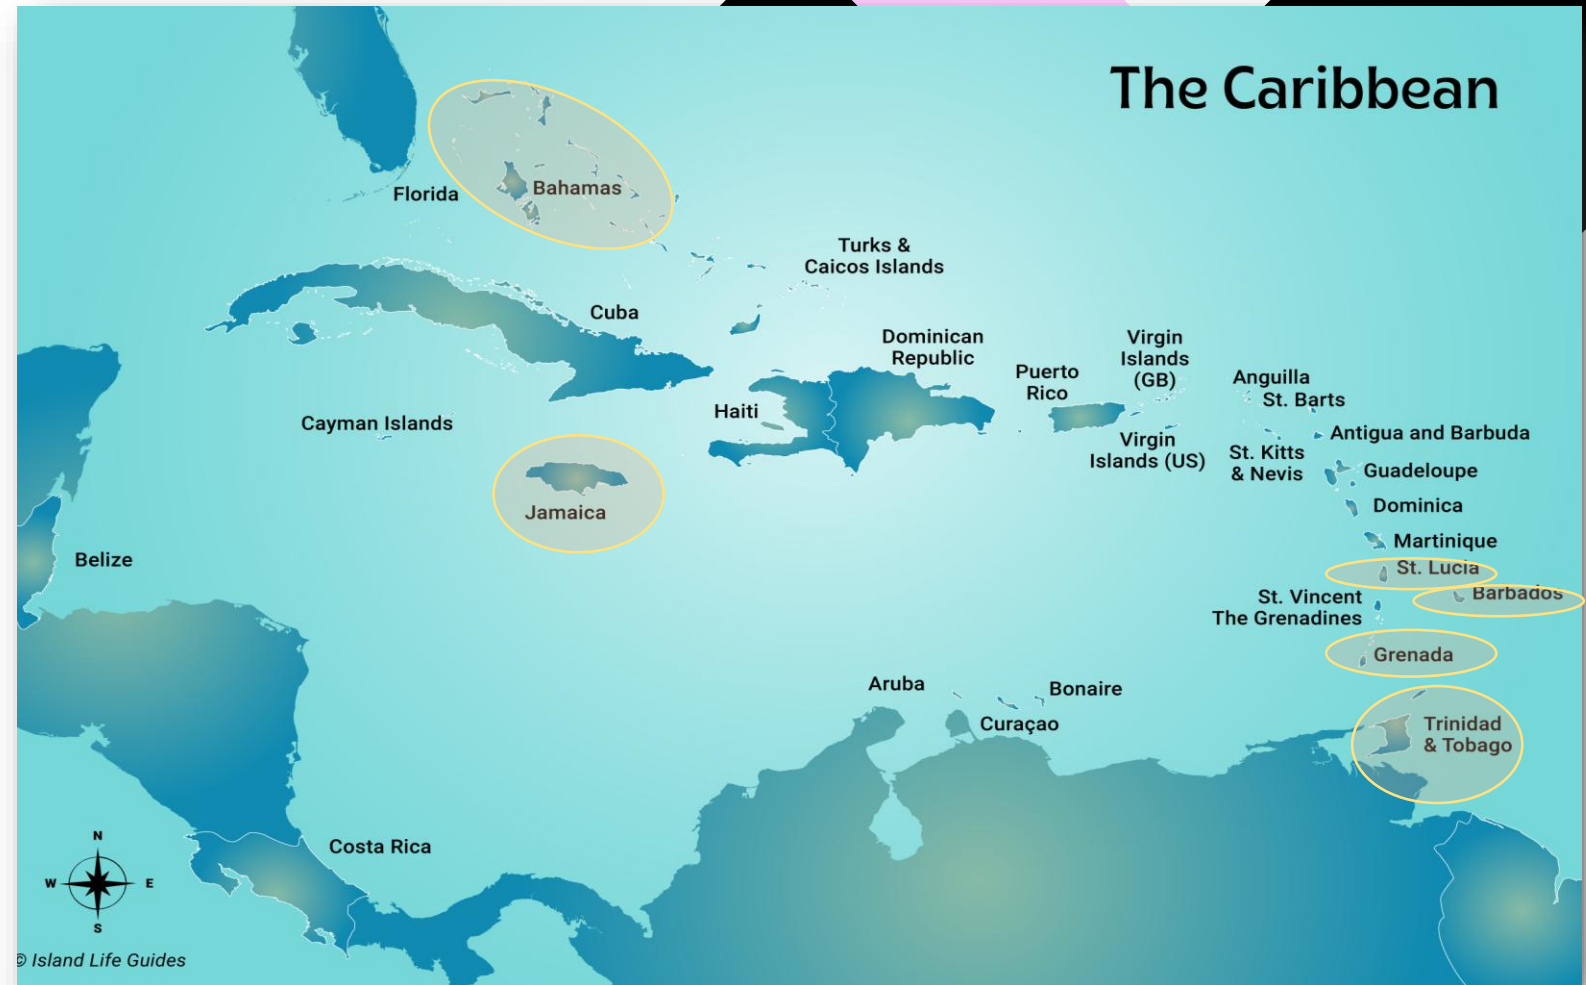 The Caribbean
Florida
Bahamas
Turks &
Caicos Islands
Cuba
Dominican
Republic
Virgin
Islands
(GB)
Puerto
Rico
Anguilla
St. Barts
Haiti
Cayman Islands
Antigua and Barbuda
Virgin
Islands (US)
St. Kitts
& Nevis
Guadeloupe
Jamaica
Dominica
Martinique
Belize
St. Lucia
Barbados
St. Vincent
The Grenadines
Grenada
Aruba
Bonaire
Curaçao
Trinidad
& Tobago
Costa Rica
N
W
E
S
© Island Life Guides